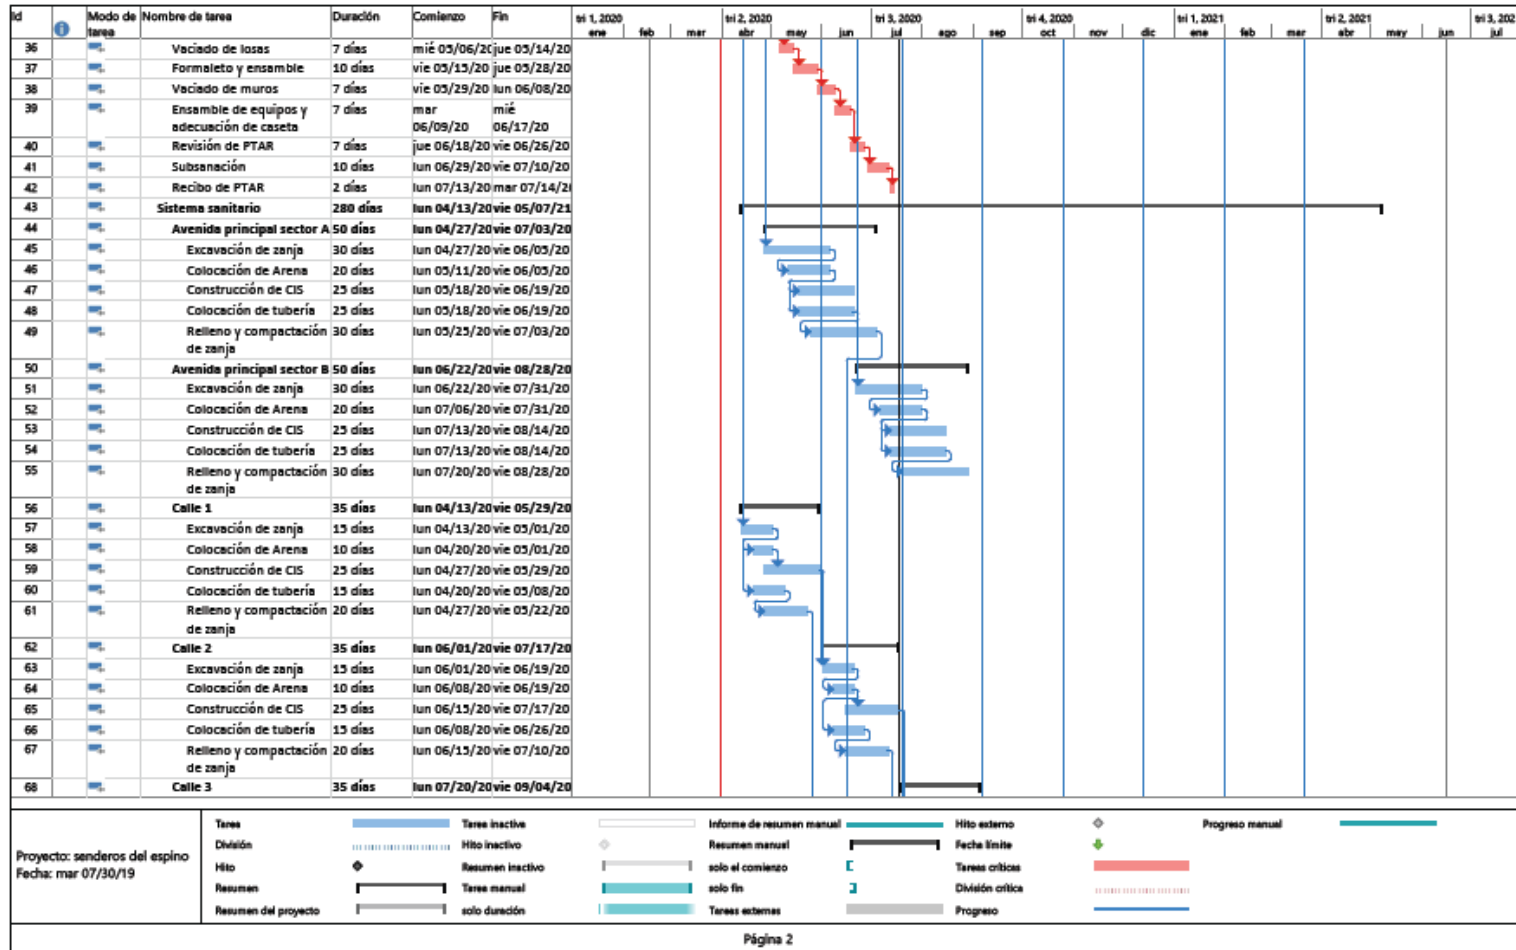 Id Modo de Nombre de tarea Duración Comienzo Fin tri 1, 2020 tri 2, 2020 tri 3, 2020 tri 4, 2020 tri 1, 2021 tri 2, 2021 tri 3, 202
tarea ene feb mar abr may jun jul ago sep oct nov dic ene feb mar abr may jun jul
36 Vaciado de losas 7 días mié 05/06/20 jue 05/14/20
37 Formaleto y ensamble 10 días vie 05/15/20 jue 05/28/20
38 Vaciado de muros 7 días vie 05/29/20 lun 06/08/20
39 Ensamble de equipos y 7 días mar mié
adecuación de caseta 06/09/20 06/17/20
40 Revisión de PTAR 7 días jue 06/18/20 vie 06/26/20
41 Subsanación 10 días lun 06/29/20 vie 07/10/20
42 Recibo de PTAR 2 días lun 07/13/20 mar 07/14/20
43 Sistema sanitario 280 días lun 04/13/20 vie 05/07/21
44 Avenida principal sector A 50 días lun 04/27/20 vie 07/03/20
45 Excavación de zanja 30 días lun 04/27/20 vie 06/05/20
46 Colocación de Arena 20 días lun 05/11/20 vie 06/05/20
47 Construcción de CIS 25 días lun 05/18/20 vie 06/19/20
48 Colocación de tubería 25 días lun 05/18/20 vie 06/19/20
49 Relleno y compactación 30 días lun 05/25/20 vie 07/03/20
de zanja
50 Avenida principal sector B 50 días lun 06/22/20 vie 08/28/20
51 Excavación de zanja 30 días lun 06/22/20 vie 07/31/20
52 Colocación de Arena 20 días lun 07/06/20 vie 07/31/20
53 Construcción de CIS 25 días lun 07/13/20 vie 08/14/20
54 Colocación de tubería 25 días lun 07/13/20 vie 08/14/20
55 Relleno y compactación 30 días lun 07/20/20 vie 08/28/20
de zanja
56 Calle 1 35 días lun 04/13/20 vie 05/29/20
57 Excavación de zanja 15 días lun 04/13/20 vie 05/01/20
58 Colocación de Arena 10 días lun 04/20/20 vie 05/01/20
59 Construcción de CIS 25 días lun 04/27/20 vie 05/29/20
60 Colocación de tubería 15 días lun 04/20/20 vie 05/08/20
61 Relleno y compactación 20 días lun 04/27/20 vie 05/22/20
de zanja
62 Calle 2 35 días lun 06/01/20 vie 07/17/20
63 Excavación de zanja 15 días lun 06/01/20 vie 06/19/20
64 Colocación de Arena 10 días lun 06/08/20 vie 06/19/20
65 Construcción de CIS 25 días lun 06/15/20 vie 07/17/20
66 Colocación de tubería 15 días lun 06/08/20 vie 06/26/20
67 Relleno y compactación 20 días lun 06/15/20 vie 07/10/20
de zanja
68 Calle 3 35 días lun 07/20/20 vie 09/04/20
Proyecto: senderos del espino
Fecha: mar 07/30/19
Tarea Tarea inactiva Informe de resumen manual Hito externo Progreso manual
División Hito inactivo Resumen manual Fecha límite
Hito Resumen inactivo solo el comienzo Tareas críticas
Resumen Tarea manual solo fin División crítica
Resumen del proyecto solo duración Tareas externas Progreso
Página 2